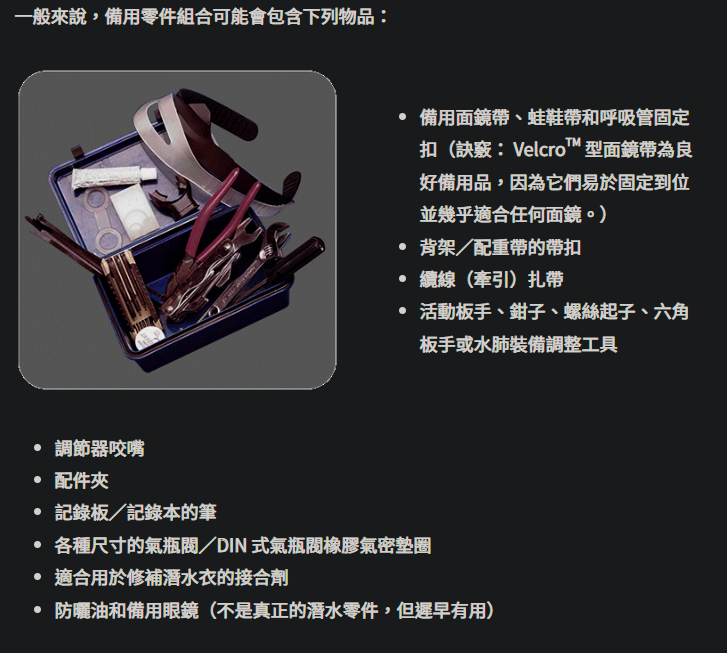 一般來說，備用零件組合可能會包含下列物品：
• 備用面鏡帶、蛙鞋帶和呼吸管固定
扣（訣竅： Velcro™ 型面鏡帶為良
好備用品，因為它們易於固定到位
並幾乎適合任何面鏡。）
• 背架／配重帶的帶扣
• 纜線（牽引）扎帶
• 活動板手、鉗子、螺絲起子、六角
板手或水肺裝備調整工具
• 調節器咬嘴
• 配件夾
• 記錄板／記錄本的筆
• 各種尺寸的氣瓶閥／DIN 式氣瓶閥橡膠氣密墊圈
• 適合用於修補潛水衣的接合劑
• 防曬油和備用眼鏡（不是真正的潛水零件，但遲早有用）